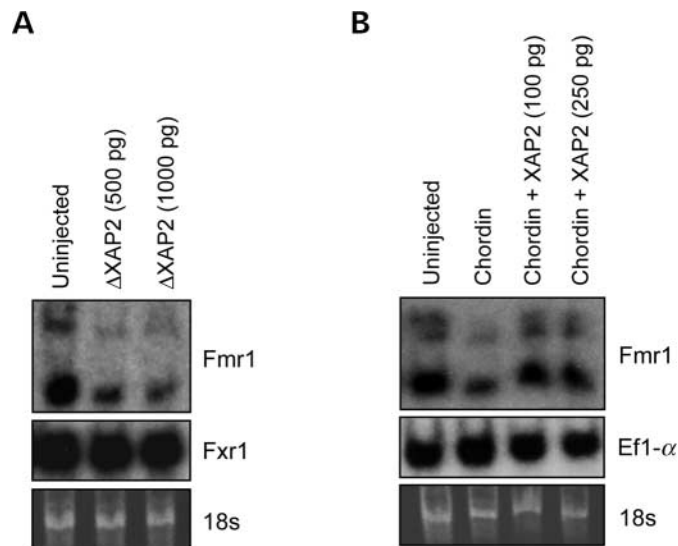 A
Uninjected
ΔXAP2 (500 pg)
ΔXAP2 (1000 pg)
Fmr1
Fxr1
18s
B
Uninjected
Chordin
Chordin + XAP2 (100 pg)
Chordin + XAP2 (250 pg)
Fmr1
Ef1-α
18s